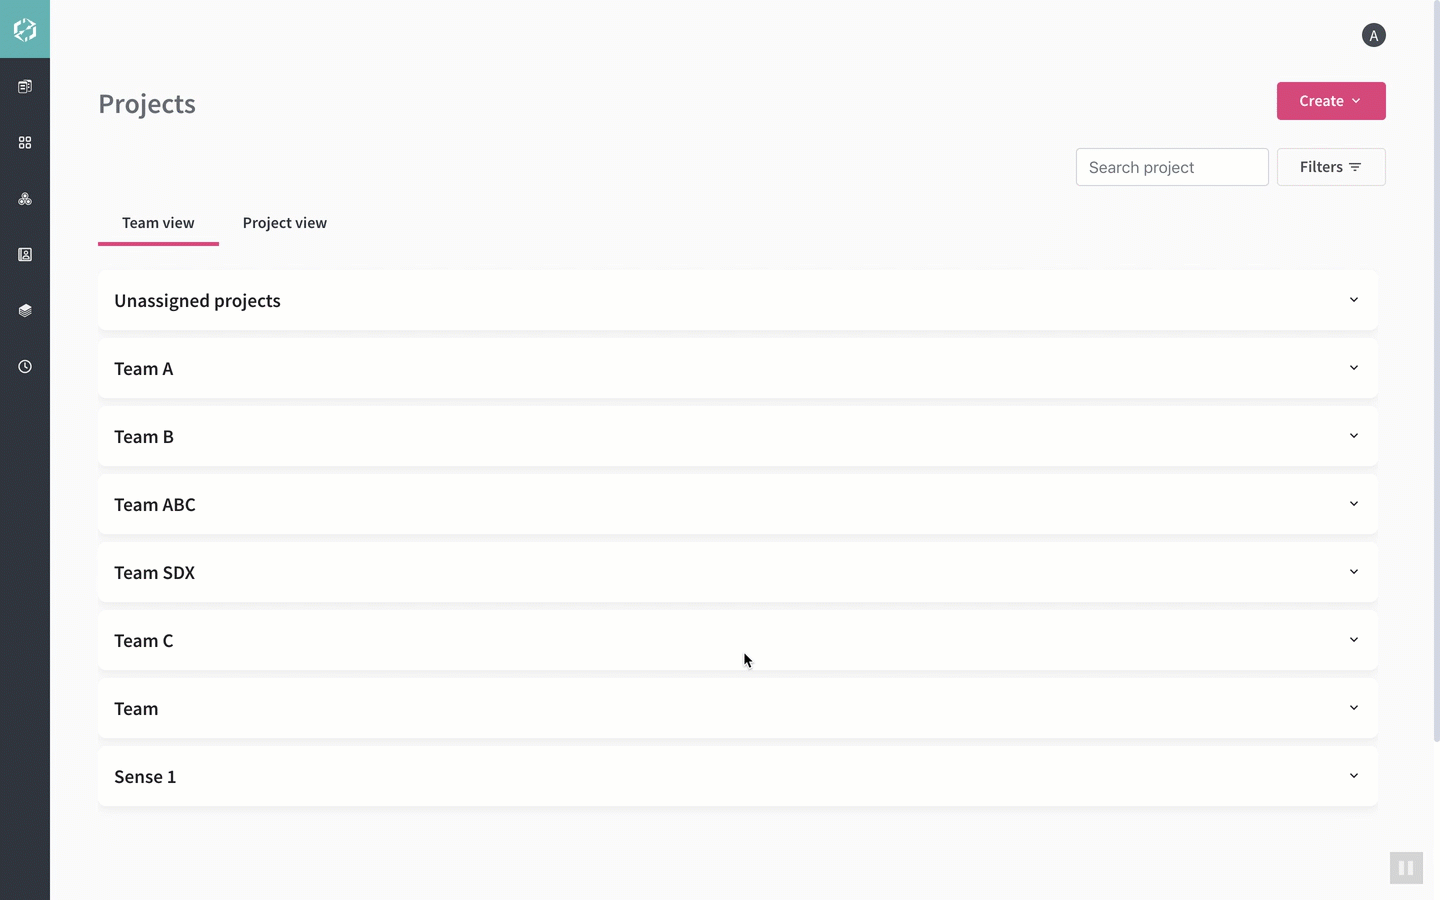 A
Projects
Create
Search project
Filters
Team view
Project view
Unassigned projects
Team A
Team B
Team ABC
Team SDX
Team C
Team
Sense 1